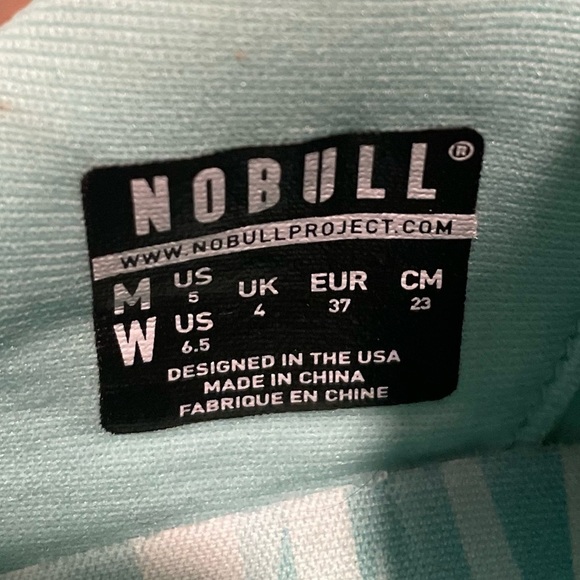 NOBULL®
WWW.NOBULLPROJECT.COM
M US 5 UK 4 EUR 37 CM 23
W US 6.5
DESIGNED IN THE USA
MADE IN CHINA
FABRIQUE EN CHINE